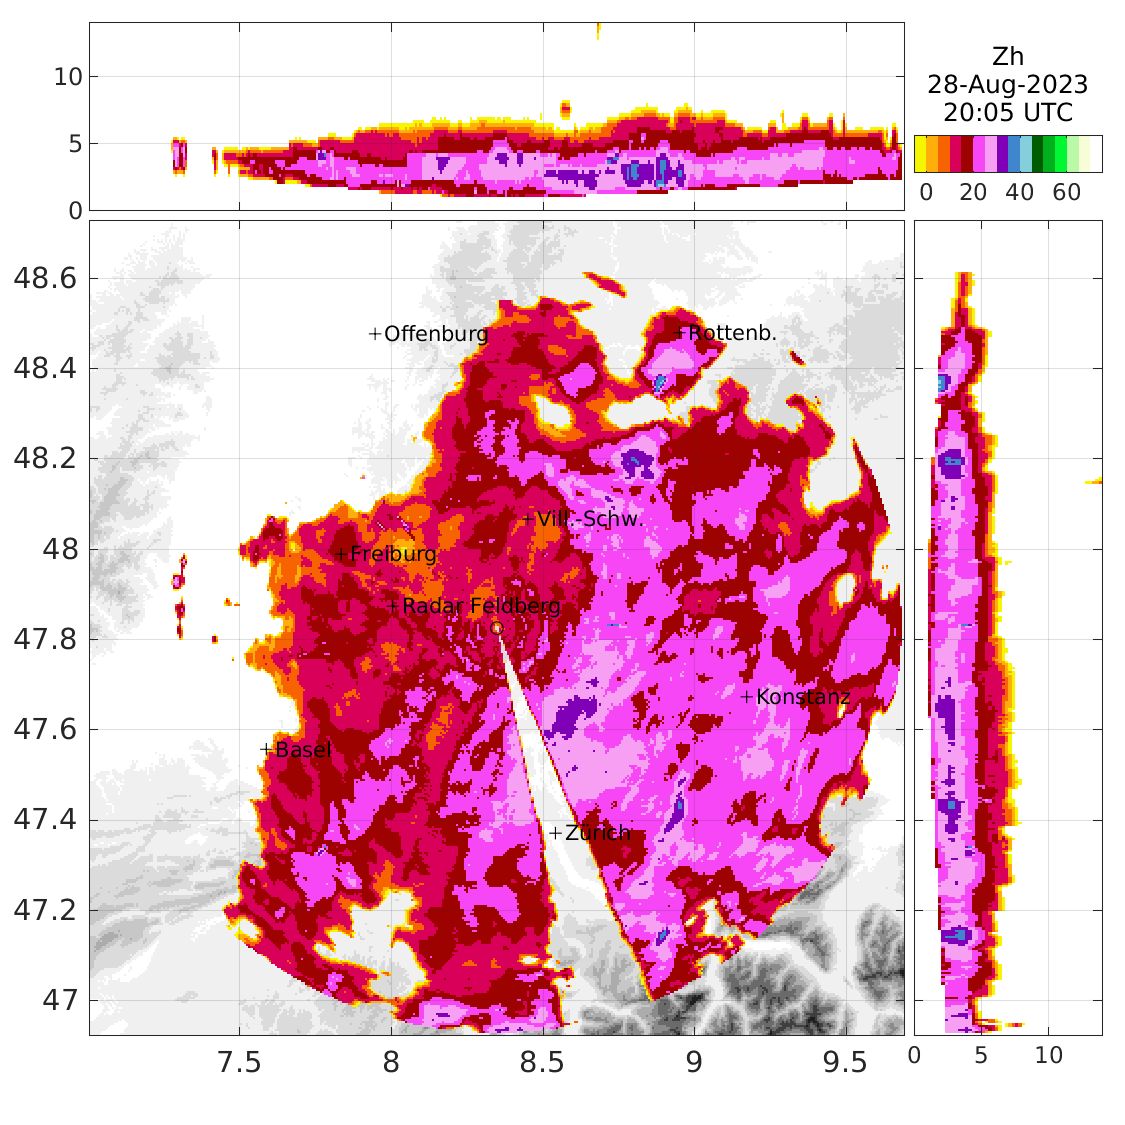 Zh
28-Aug-2023
20:05 UTC
10
5
0
0 20 40 60
48.6
48.4
48.2
48
47.8
47.6
47.4
47.2
47
+Offenburg
+Rottenb.
+Vill.-Schw.
+Freiburg
+Radar Feldberg
+Konstanz
+Basel
+Zürich
7.5 8 8.5 9 9.5
0 5 10